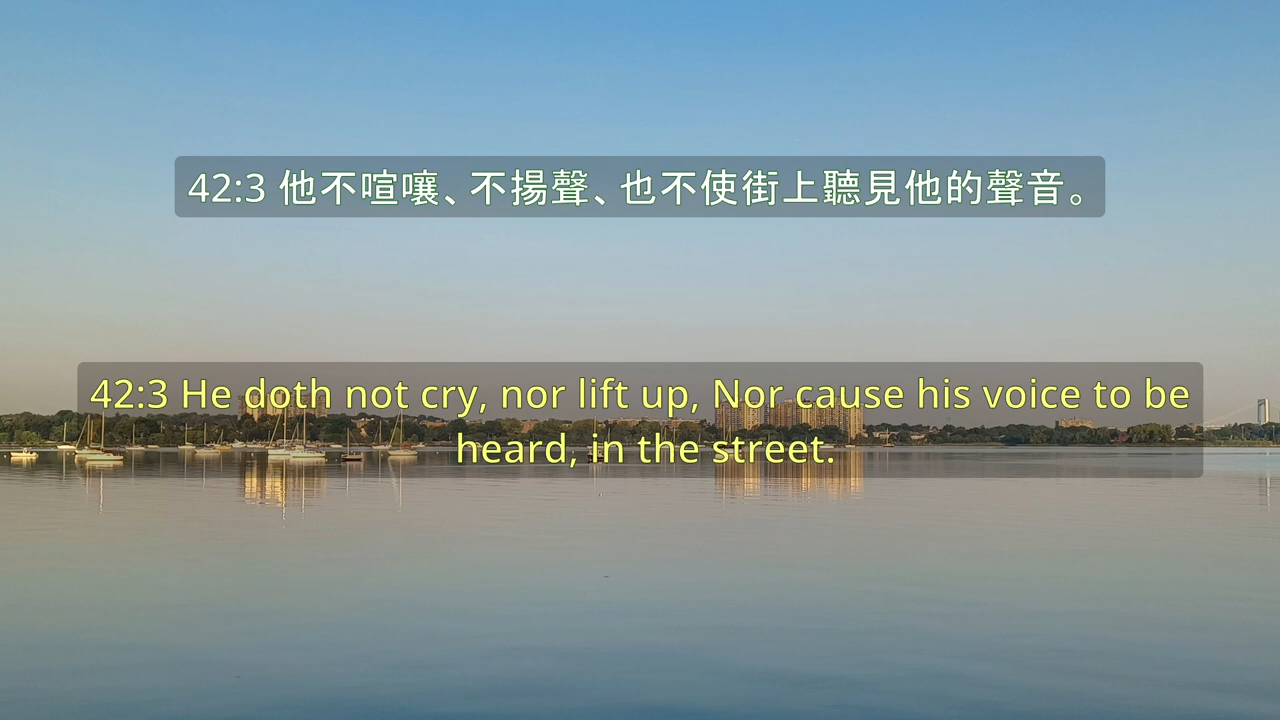 42:3 他不喧嚷、不揚聲、也不使街上聽見他的聲音。
42:3 He doth not cry, nor lift up, Nor cause his voice to be
heard, in the street.